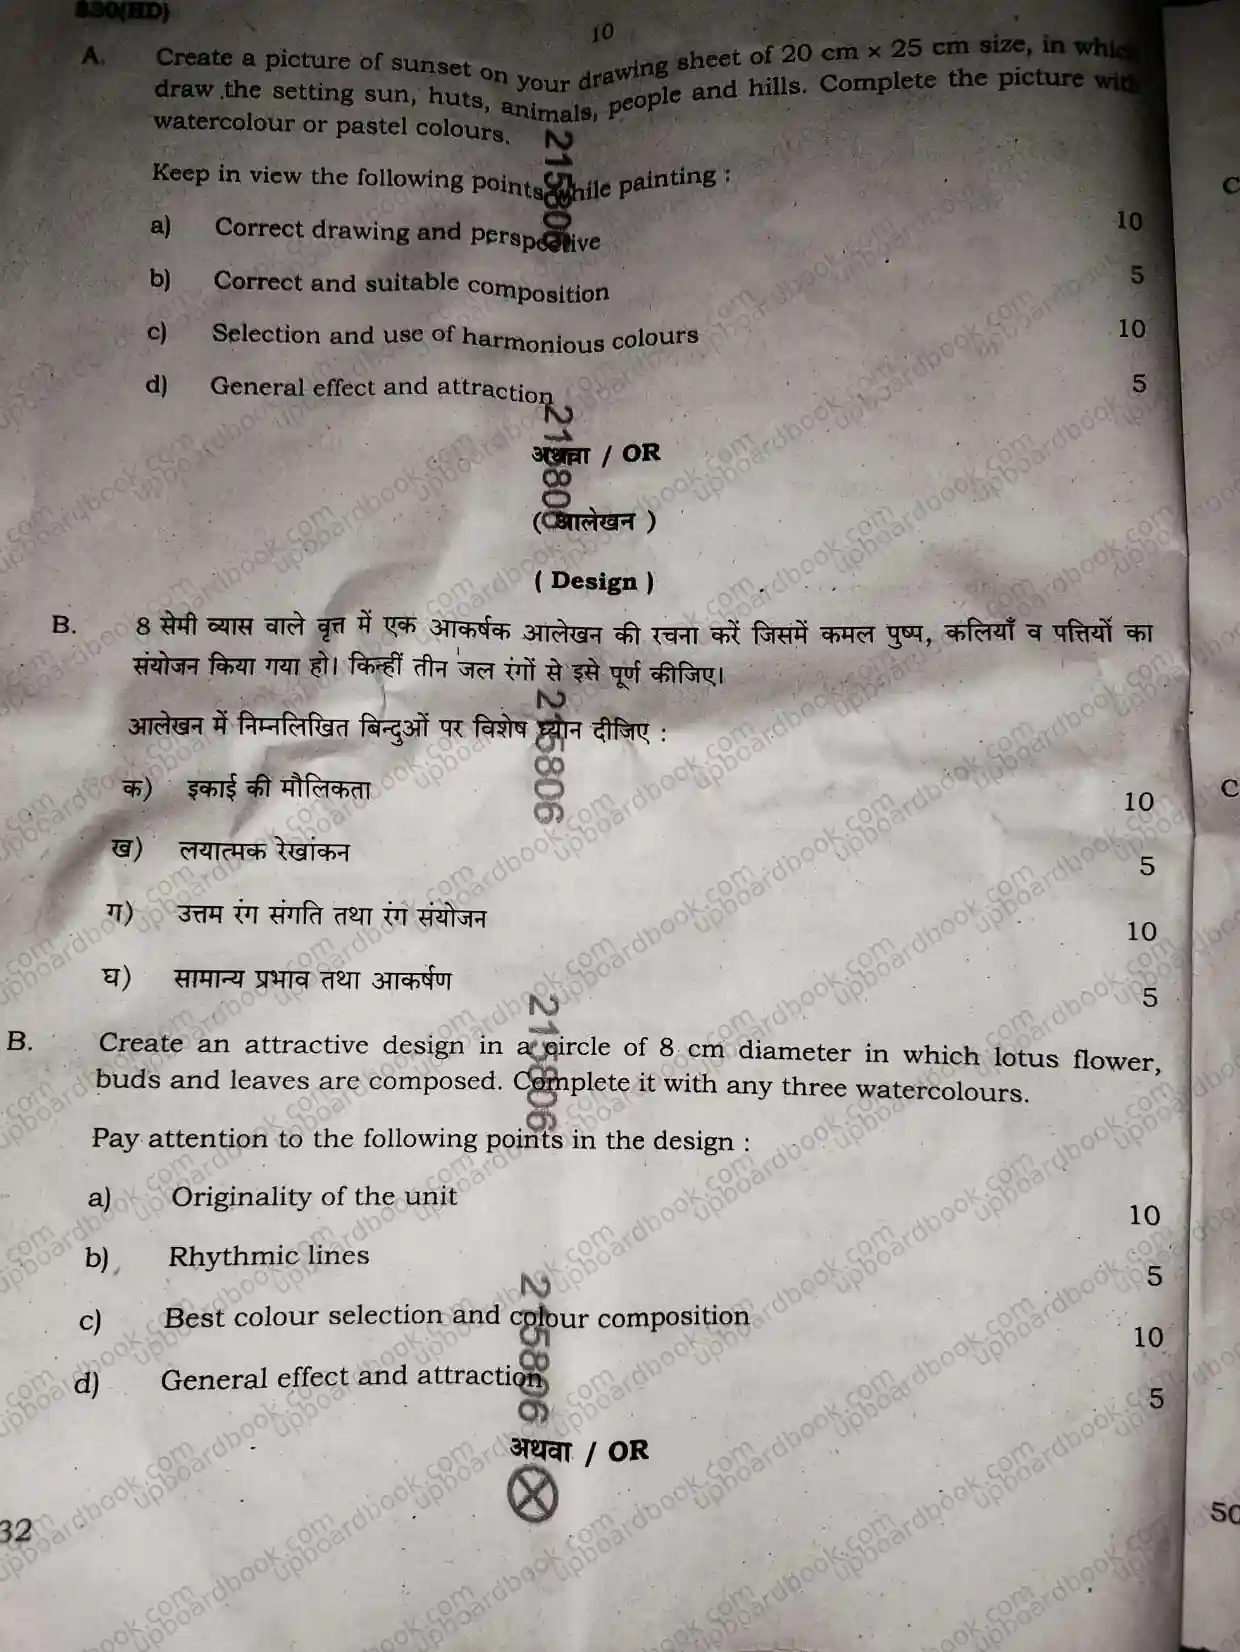 830(HD)
10
A. Create a picture of sunset on your drawing sheet of 20 cm × 25 cm size, in which
draw the setting sun, huts, animals, people and hills. Complete the picture with
watercolour or pastel colours.
Keep in view the following points while painting :
a) Correct drawing and perspective 10
b) Correct and suitable composition 5
c) Selection and use of harmonious colours 10
d) General effect and attraction 5
अथवा / OR
( आलेखन )
( Design )
B. 8 सेमी व्यास वाले वृत्त में एक आकर्षक आलेखन की रचना करें जिसमें कमल पुष्प, कलियाँ व पत्तियों का
संयोजन किया गया हो। किन्हीं तीन जल रंगों से इसे पूर्ण कीजिए।
आलेखन में निम्नलिखित बिन्दुओं पर विशेष ध्यान दीजिए :
क) इकाई की मौलिकता 10
ख) लयात्मक रेखांकन 5
ग) उत्तम रंग संगति तथा रंग संयोजन 10
घ) सामान्य प्रभाव तथा आकर्षण 5
B. Create an attractive design in a circle of 8 cm diameter in which lotus flower,
buds and leaves are composed. Complete it with any three watercolours.
Pay attention to the following points in the design :
a) Originality of the unit 10
b) Rhythmic lines 5
c) Best colour selection and colour composition 10
d) General effect and attraction 5
अथवा / OR
32
215806
215806
215806
215806
215806
C
C
50
upboardbook.com